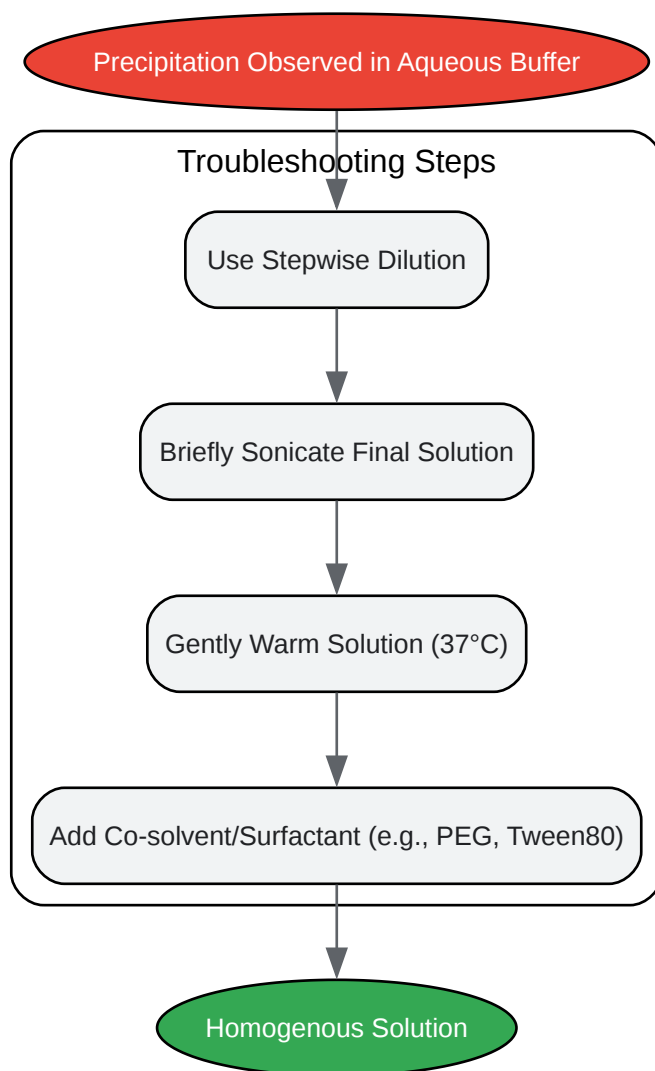 Precipitation Observed in Aqueous Buffer
Troubleshooting Steps
Use Stepwise Dilution
Briefly Sonicate Final Solution
Gently Warm Solution (37°C)
Add Co-solvent/Surfactant (e.g., PEG, Tween80)
Homogenous Solution